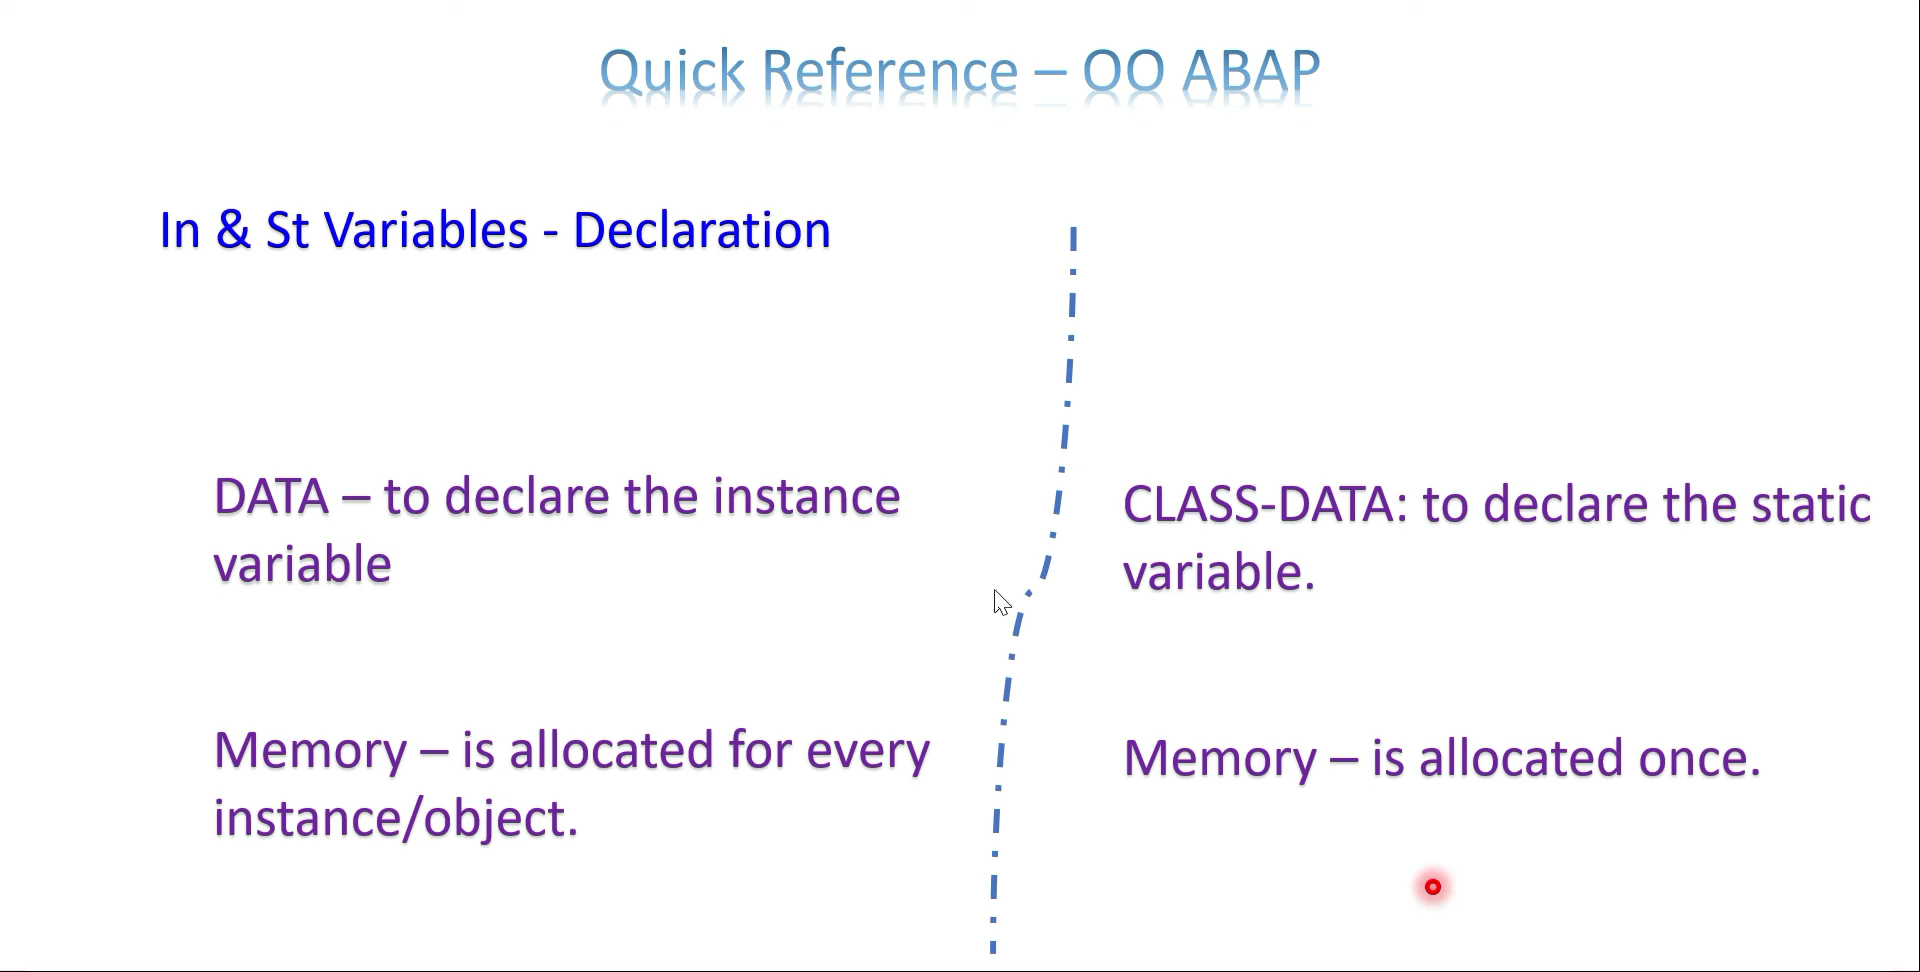 Quick Reference – OO ABAP
In & St Variables - Declaration
DATA – to declare the instance
variable
Memory – is allocated for every
instance/object.
CLASS-DATA: to declare the static
variable.
Memory – is allocated once.